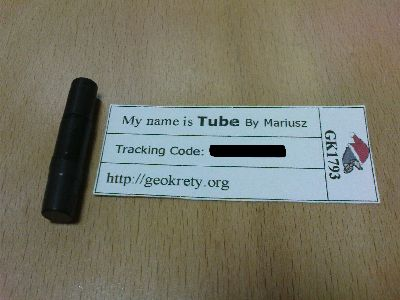 My name is Tube By Mariusz
Tracking Code:
http://geokrety.org
GK1793